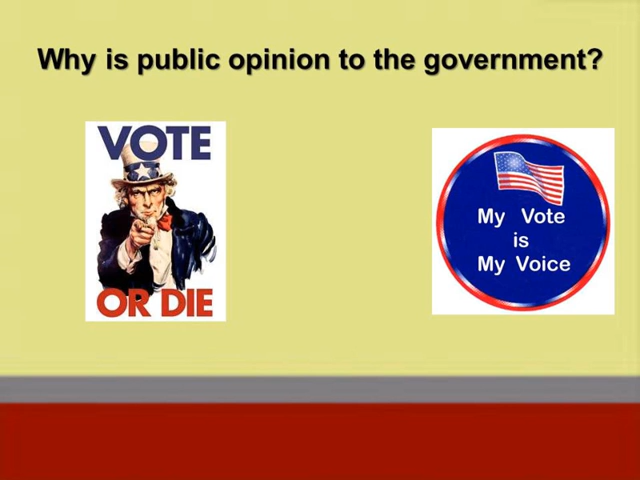 Why is public opinion to the government?
VOTE
OR DIE
My Vote
is
My Voice